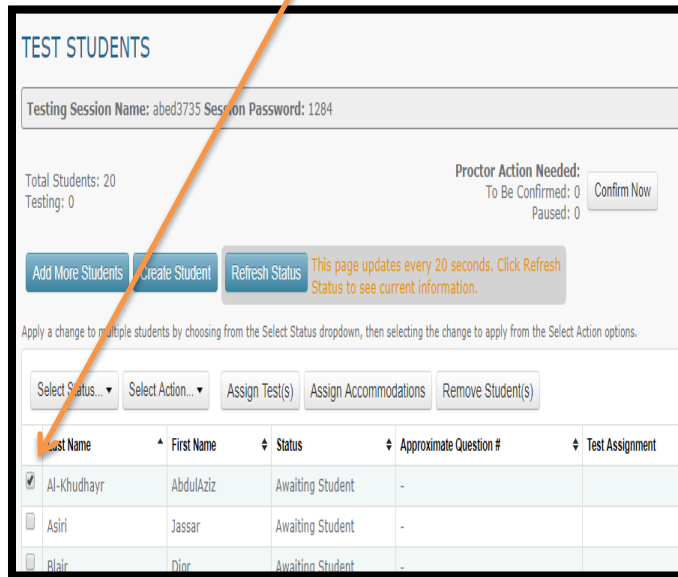 TEST STUDENTS
Testing Session Name: abed3735 Session Password: 1284
Total Students: 20
Testing: 0
Proctor Action Needed:
To Be Confirmed: 0
Paused: 0
Confirm Now
Add More Students
Create Student
Refresh Status
This page updates every 20 seconds. Click Refresh
Status to see current information.
Apply a change to multiple students by choosing from the Select Status dropdown, then selecting the change to apply from the Select Action options.
Select Status... Select Action... Assign Test(s) Assign Accommodations Remove Student(s)
Last Name First Name Status Approximate Question # Test Assignment
Al-Khudhayr AbdulAziz Awaiting Student -
Asiri Jassar Awaiting Student -
Blair Dior Awaiting Student -